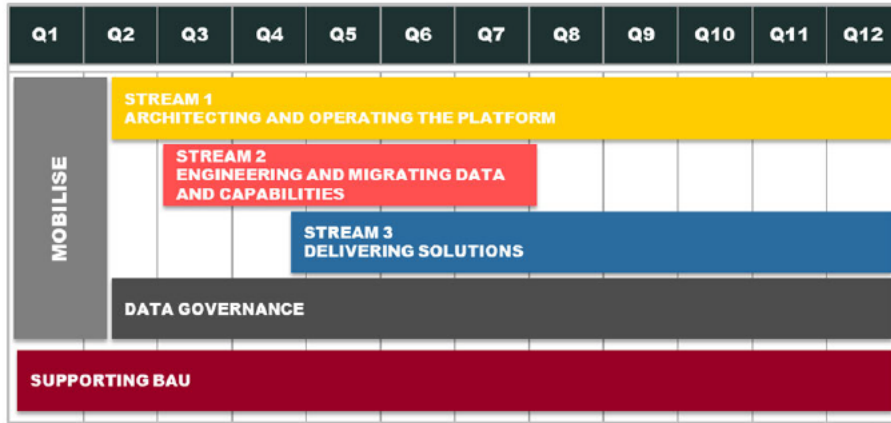 Q1 Q2 Q3 Q4 Q5 Q6 Q7 Q8 Q9 Q10 Q11 Q12
MOBILISE
STREAM 1
ARCHITECTING AND OPERATING THE PLATFORM
STREAM 2
ENGINEERING AND MIGRATING DATA
AND CAPABILITIES
STREAM 3
DELIVERING SOLUTIONS
DATA GOVERNANCE
SUPPORTING BAU